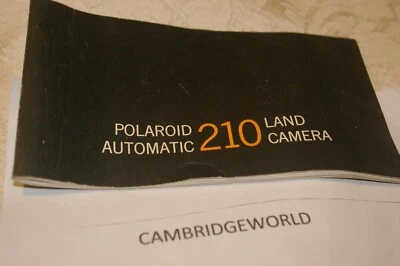 POLAROID 210 LAND
AUTOMATIC CAMERA
CAMBRIDGEWORLD